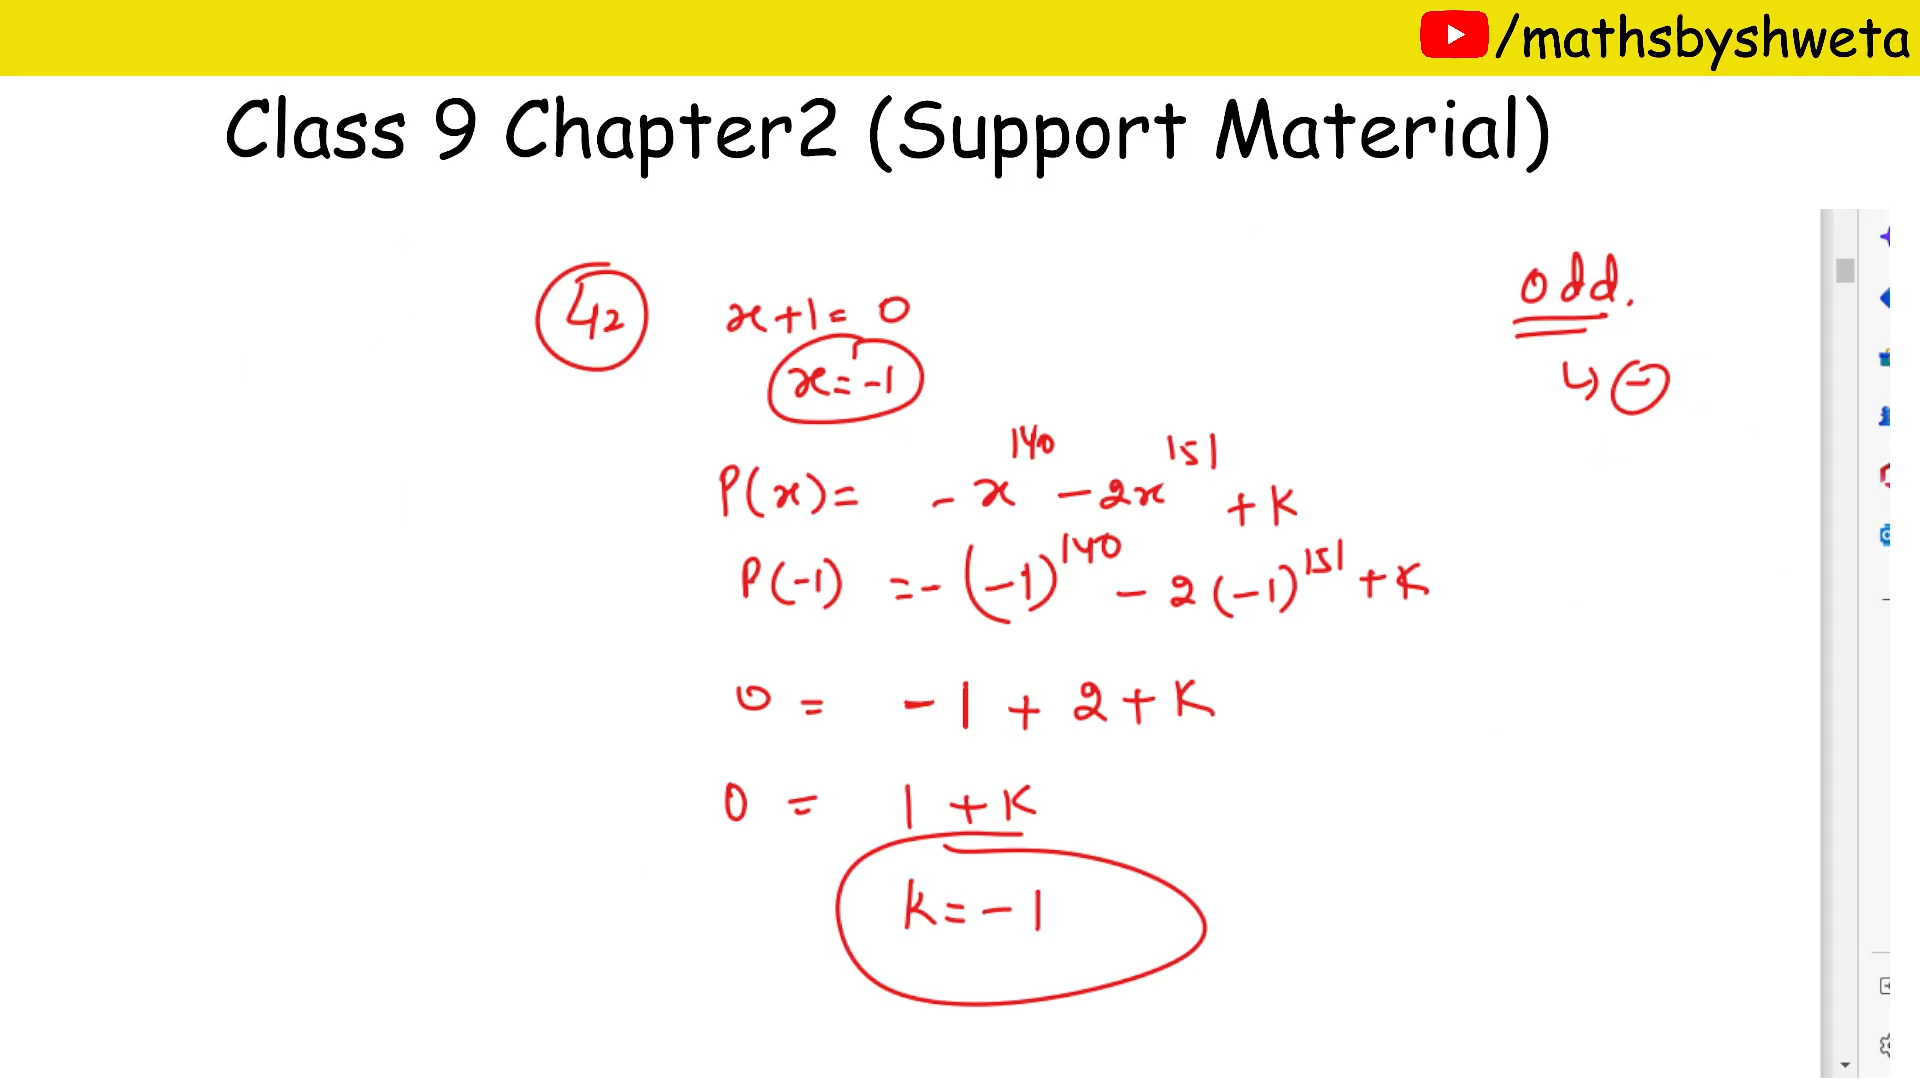 /mathsbyshweta
Class 9 Chapter2 (Support Material)
42 x+1= 0
x=-1
odd.
↳ ⊖
P(x)= -x^140 -2x^151 +K
P(-1) =-(-1)^140 - 2(-1)^151 +K
0 = -1 + 2+K
0 = 1 +K
k=-1